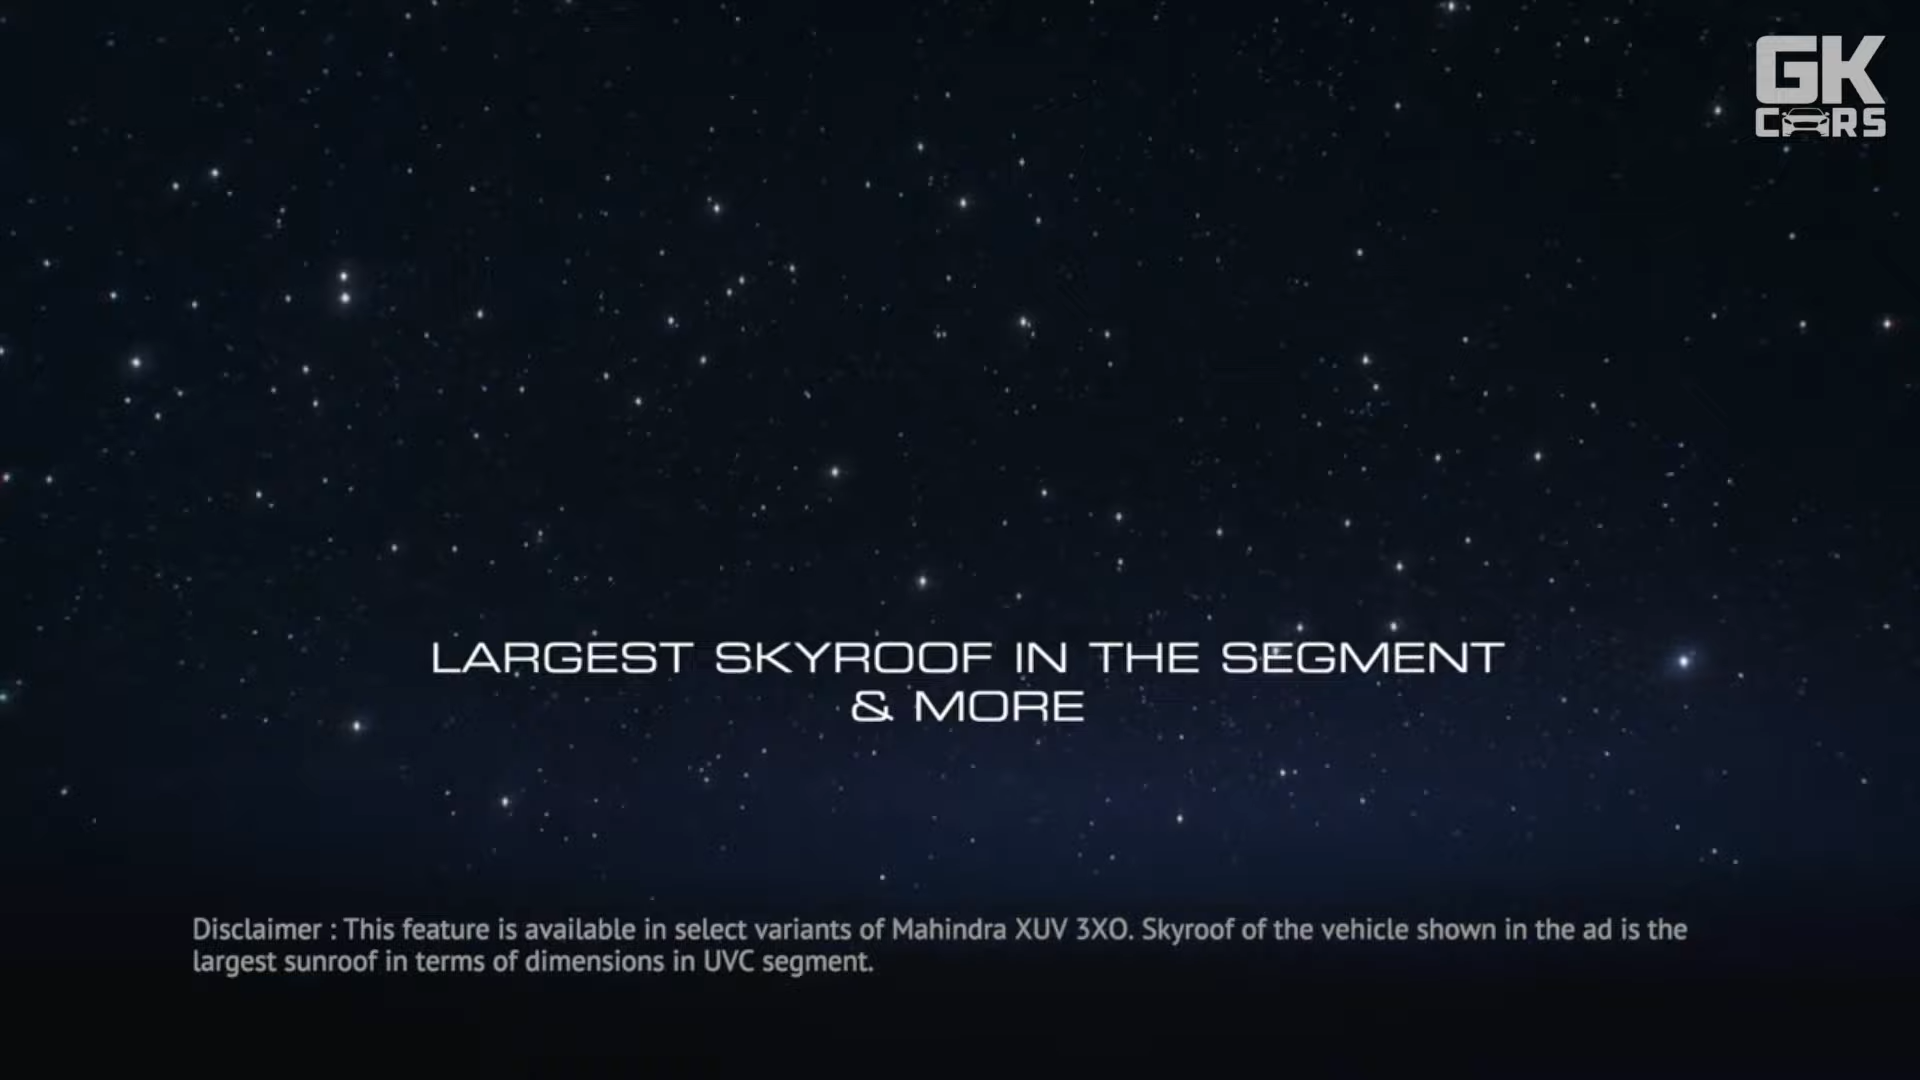 GK
CARS
LARGEST SKYROOF IN THE SEGMENT
& MORE
Disclaimer : This feature is available in select variants of Mahindra XUV 3XO. Skyroof of the vehicle shown in the ad is the
largest sunroof in terms of dimensions in UVC segment.